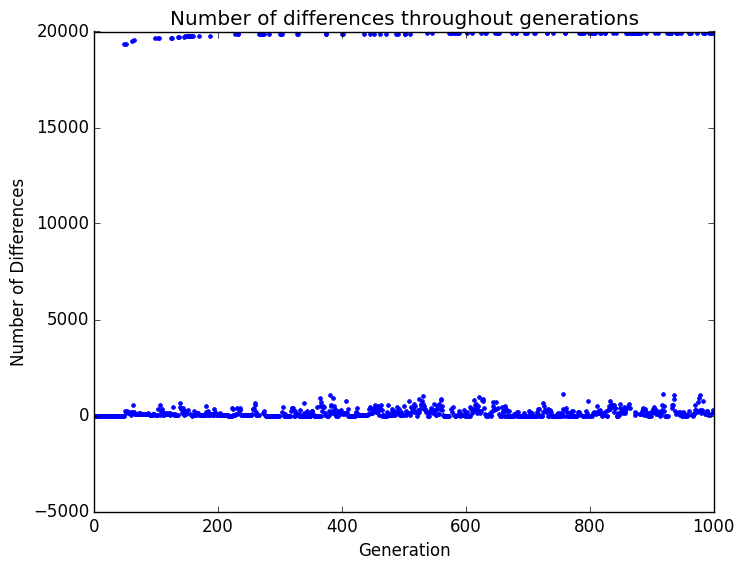 Number of differences throughout generations
20000
15000
10000
5000
0
−5000
Number of Differences
0 200 400 600 800 1000
Generation